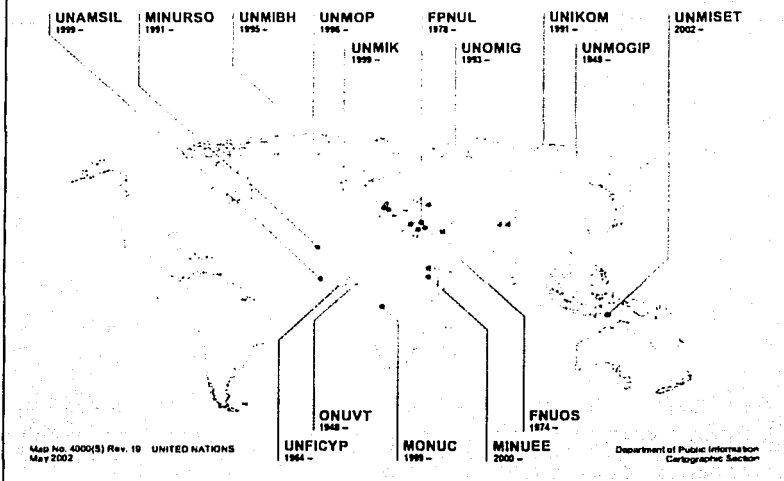 UNAMSIL
1999 –
MINURSO
1991 –
UNMIBH
1995 –
UNMOP
1996 –
FPNUL
1978 –
UNIKOM
1991 –
UNMISET
2002 –
UNMIK
1999 –
UNOMIG
1993 –
UNMOGIP
1949 –
ONUVT
1948 –
FNUOS
1974 –
UNFICYP
1964 –
MONUC
1999 –
MINUEE
2000 –
Map No. 4000(S) Rev. 19 UNITED NATIONS
May 2002
Department of Public Information
Cartographic Section